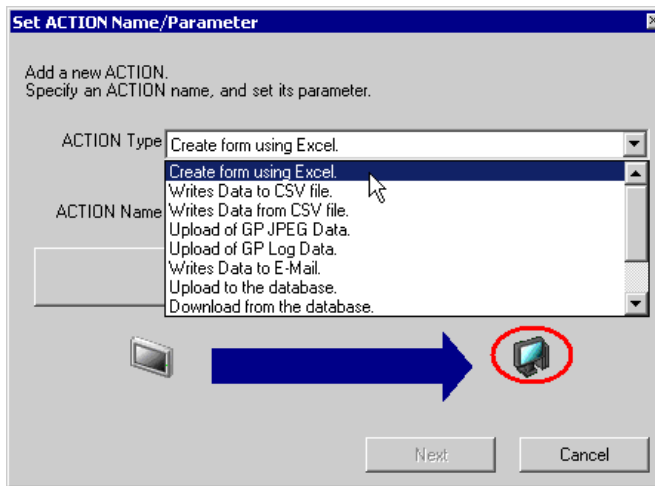 Set ACTION Name/Parameter
Add a new ACTION.
Specify an ACTION name, and set its parameter.
ACTION Type
Create form using Excel.
Create form using Excel.
Writes Data to CSV file.
ACTION Name
Writes Data from CSV file.
Upload of GP JPEG Data.
Upload of GP Log Data.
Writes Data to E-Mail.
Upload to the database.
Download from the database.
Next
Cancel